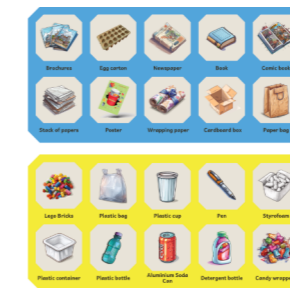 Brochures Egg carton Newspaper Book Comic book
Stack of papers Poster Wrapping paper Cardboard box Paper bag
Lego Bricks Plastic bag Plastic cup Pen Styrofoam
Plastic container Plastic bottle Aluminium Soda Can Detergent bottle Candy wrappe